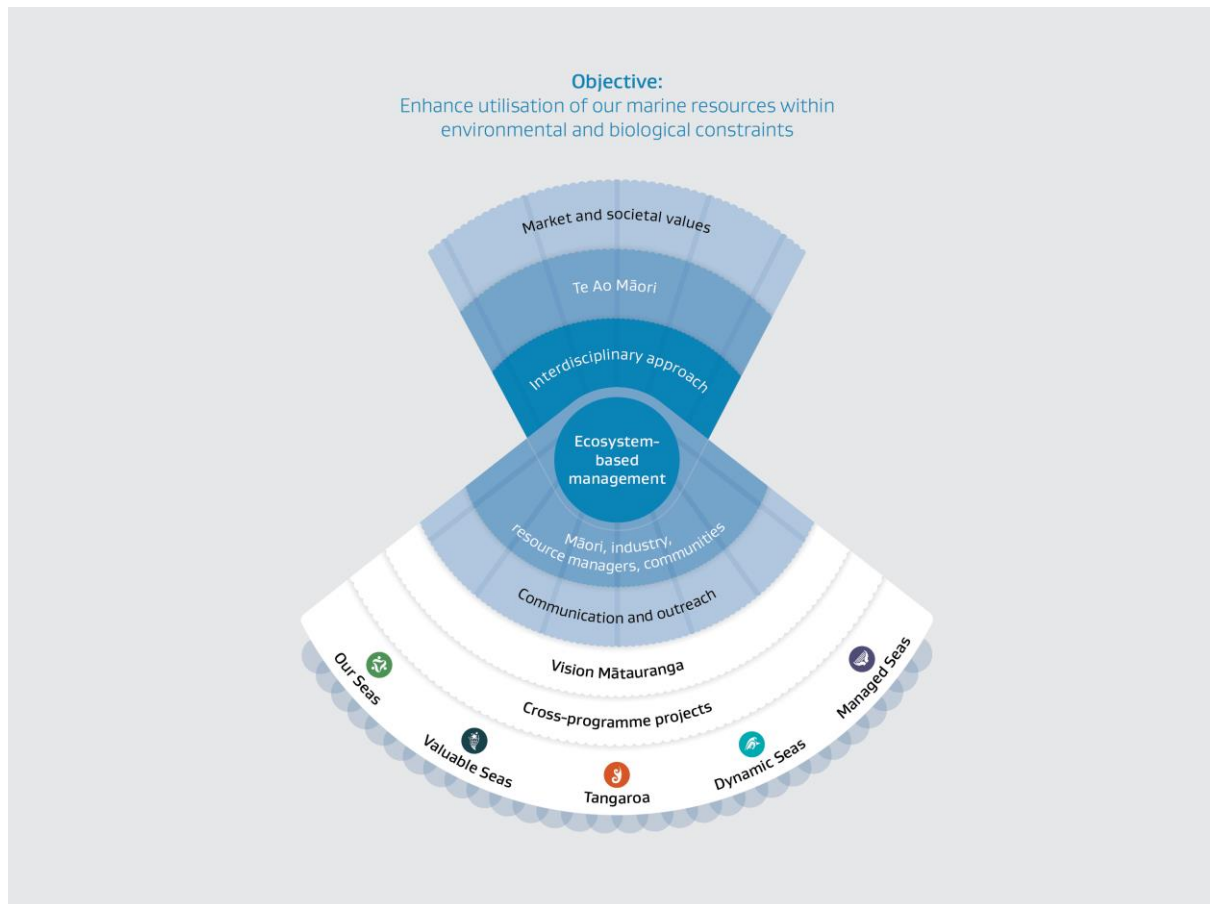 Objective:
Enhance utilisation of our marine resources within
environmental and biological constraints
Market and societal values
Te Ao Māori
Interdisciplinary approach
Ecosystem-
based
management
Māori, industry,
resource managers, communities
Communication and outreach
Vision Mātauranga
Cross-programme projects
Our Seas
Valuable Seas
Tangaroa
Dynamic Seas
Managed Seas